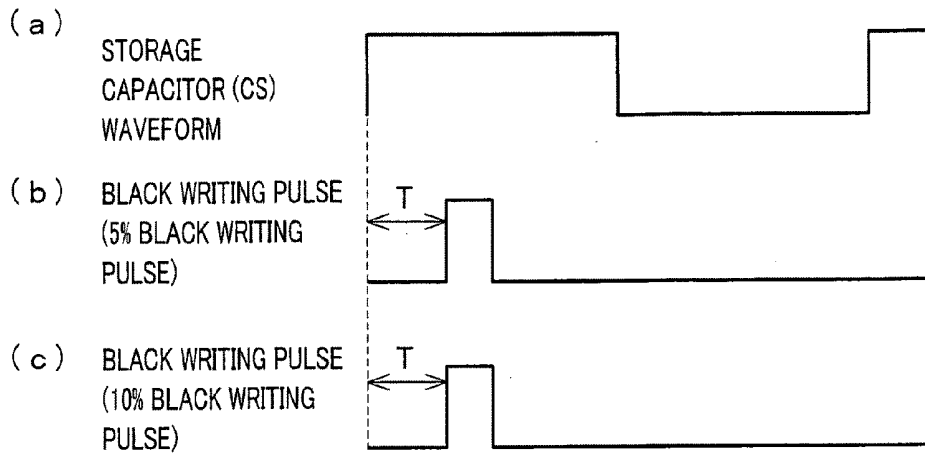 (a)
STORAGE
CAPACITOR (CS)
WAVEFORM
(b) BLACK WRITING PULSE
(5% BLACK WRITING
PULSE)
T
(c) BLACK WRITING PULSE
(10% BLACK WRITING
PULSE)
T